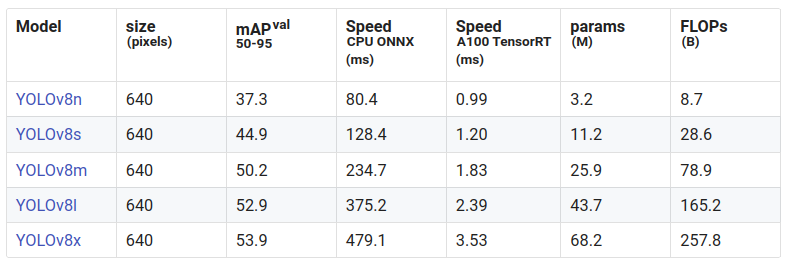 Model size (pixels) mAP val 50-95 Speed CPU ONNX (ms) Speed A100 TensorRT (ms) params (M) FLOPs (B)
YOLOv8n 640 37.3 80.4 0.99 3.2 8.7
YOLOv8s 640 44.9 128.4 1.20 11.2 28.6
YOLOv8m 640 50.2 234.7 1.83 25.9 78.9
YOLOv8l 640 52.9 375.2 2.39 43.7 165.2
YOLOv8x 640 53.9 479.1 3.53 68.2 257.8